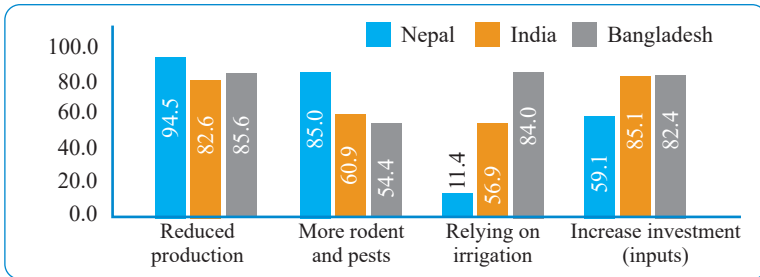 Nepal India Bangladesh
100.0
80.0
60.0
40.0
20.0
0.0
94.5 82.6 85.6 85.0 60.9 54.4 11.4 56.9 84.0 59.1 85.1 82.4
Reduced More rodent Relying on Increase investment
production and pests irrigation (inputs)